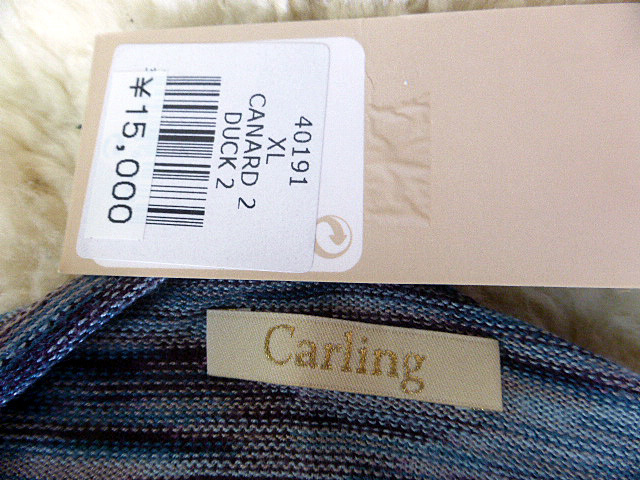 40191
XL
CANARD 2
DUCK 2
¥15,000
Carling